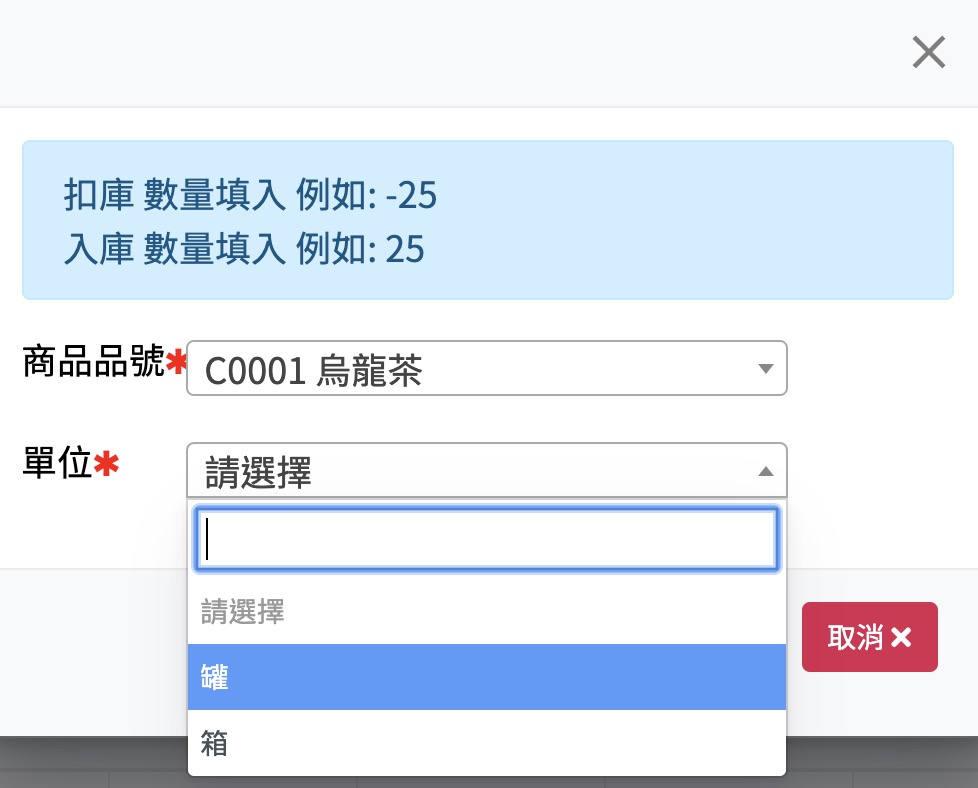 扣庫 數量填入 例如: -25
入庫 數量填入 例如: 25
商品品號* C0001 烏龍茶
單位* 請選擇
請選擇
罐
箱
取消